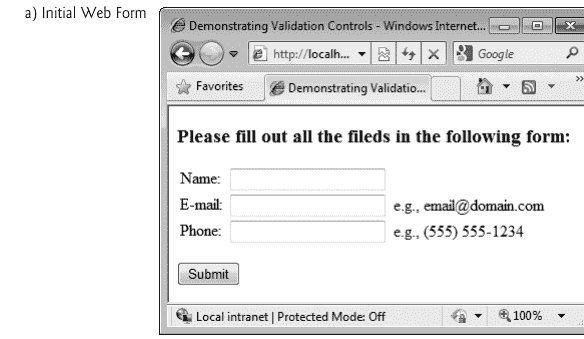 a) Initial Web Form
Demonstrating Validation Controls - Windows Internet...
http://localh...
Google
Favorites
Demonstrating Validatio...
»
Please fill out all the fileds in the following form:
Name:
E-mail: e.g., email@domain.com
Phone: e.g., (555) 555-1234
Submit
Local intranet | Protected Mode: Off
100%